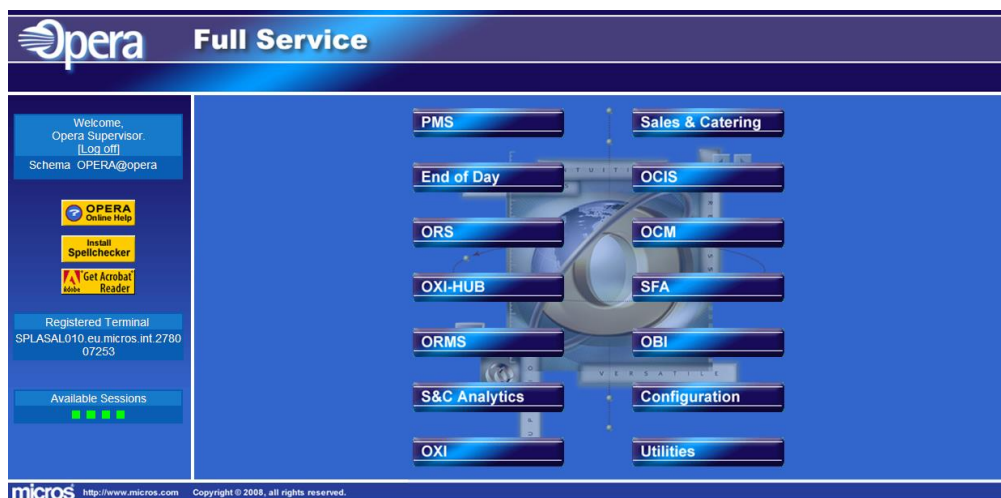 Opera Full Service
Welcome,
Opera Supervisor.
[Log off]
Schema OPERA@opera
OPERA
Online Help
Install
Spellchecker
Get Acrobat
Adobe Reader
Registered Terminal
SPLASAL010.eu.micros.int.2780
07253
Available Sessions
PMS
Sales & Catering
End of Day
OCIS
ORS
OCM
OXI-HUB
SFA
ORMS
OBI
S&C Analytics
Configuration
OXI
Utilities
VERSATILE
micros http://www.micros.com Copyright © 2008, all rights reserved.